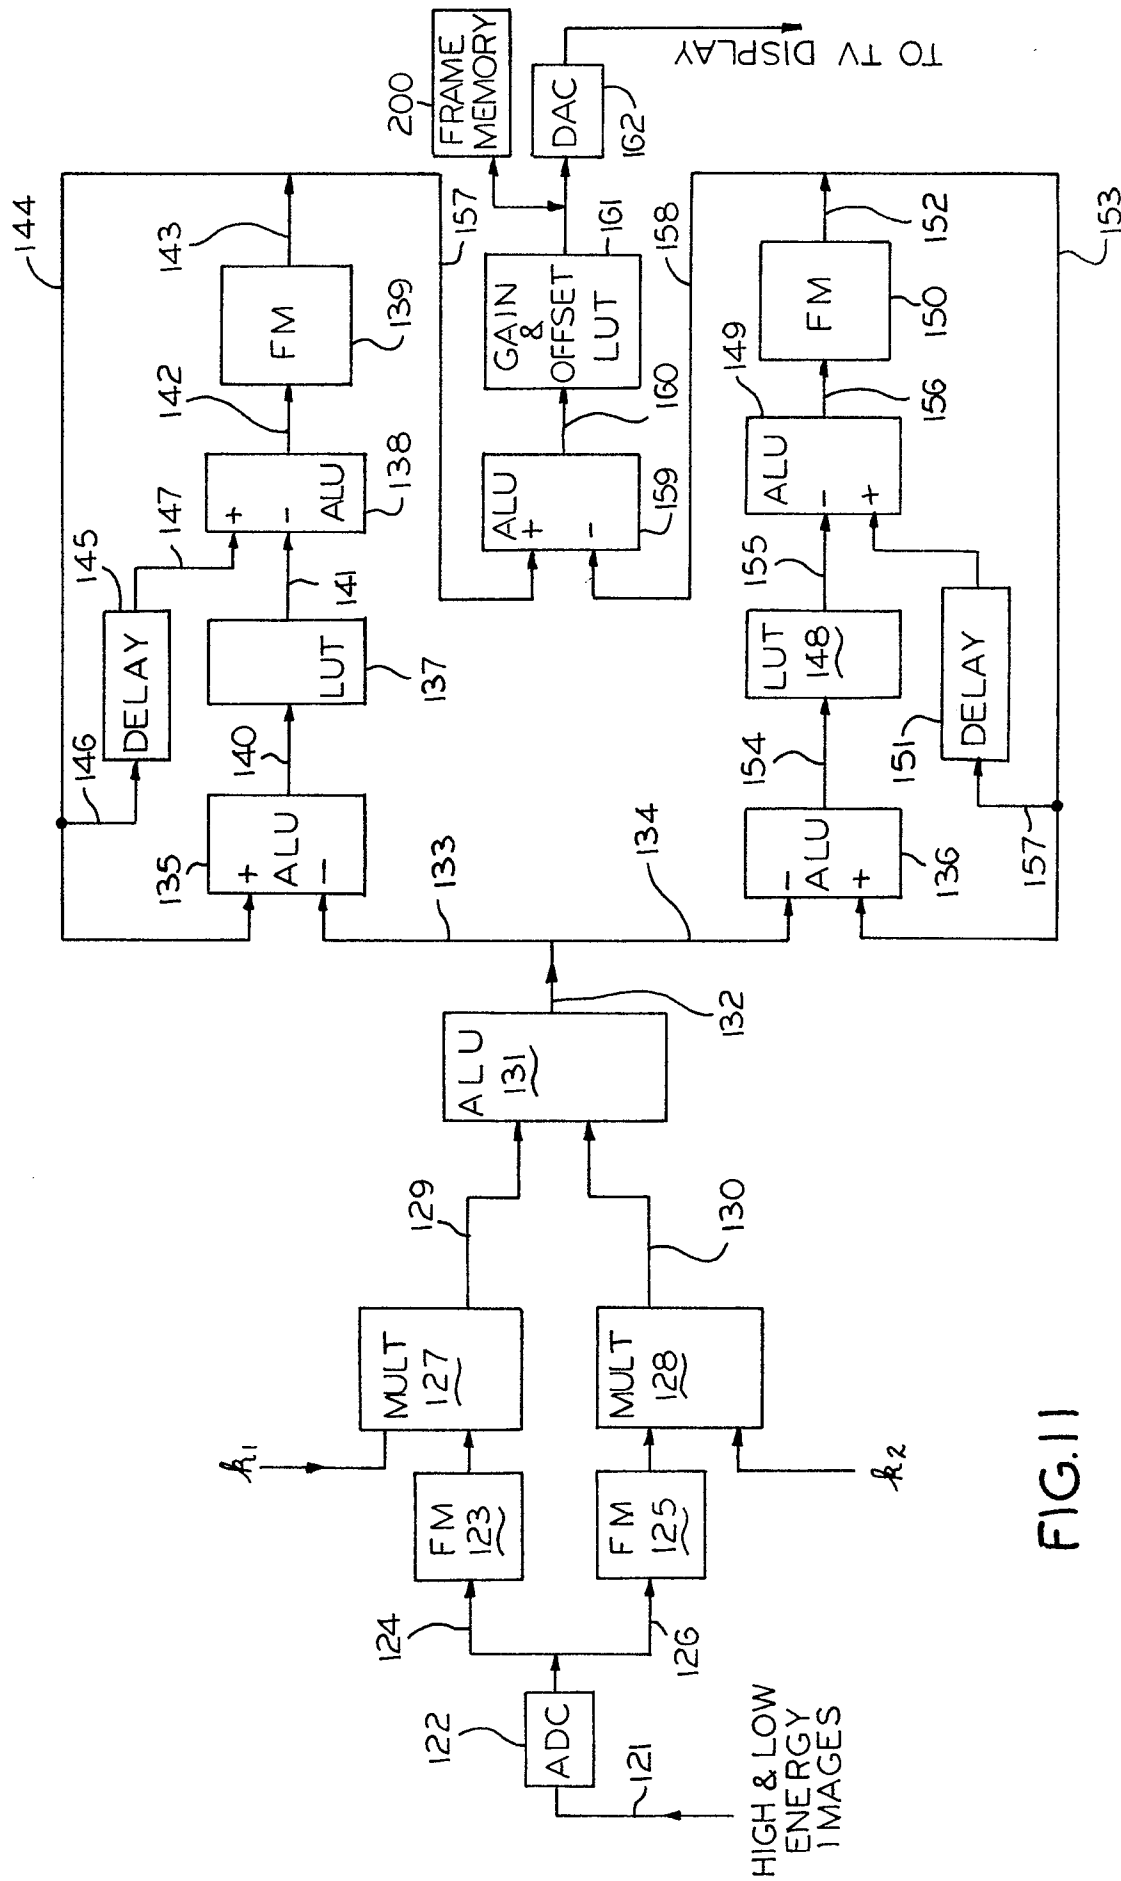 HIGH & LOW
ENERGY
IMAGES
121
ADC
122
124
126
FM
123
FM
125
k1
k2
MULT
127
MULT
128
129
130
ALU
131
132
133
134
135
+
ALU
-
140
LUT
137
141
146
DELAY
145
147
144
+
-
ALU
138
142
FM
139
143
157
ALU
+
-
159
160
GAIN
&
OFFSET
LUT
161
158
200
FRAME
MEMORY
DAC
162
TO TV DISPLAY
-
ALU
+
136
154
LUT
148
155
157
151
DELAY
ALU
-
+
149
156
FM
150
152
153
FIG.11